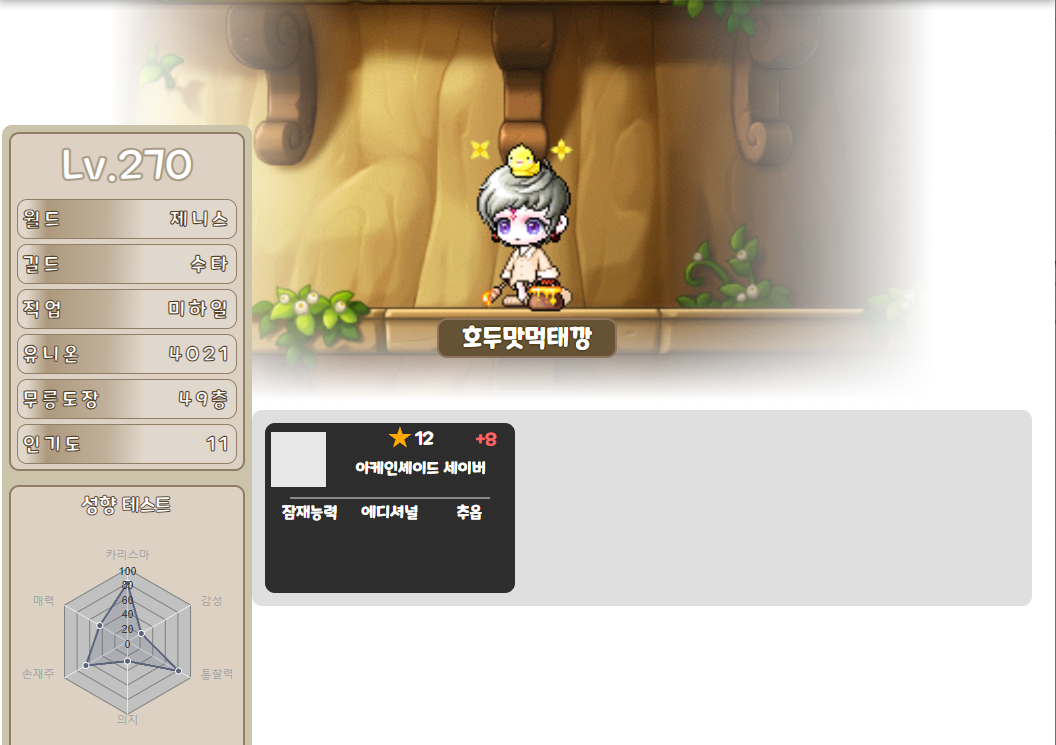 Lv.270
월드 제니스
길드 수타
직업 미하일
유니온 4021
무릉도장 49층
인기도 11
호두맛먹태깡
12 +8
아케인셰이드 세이버
잠재능력 에디셔널 추옵
성향 테스트
카리스마
100
80
60
40
20
0
매력 감성
손재주 통찰력
의지